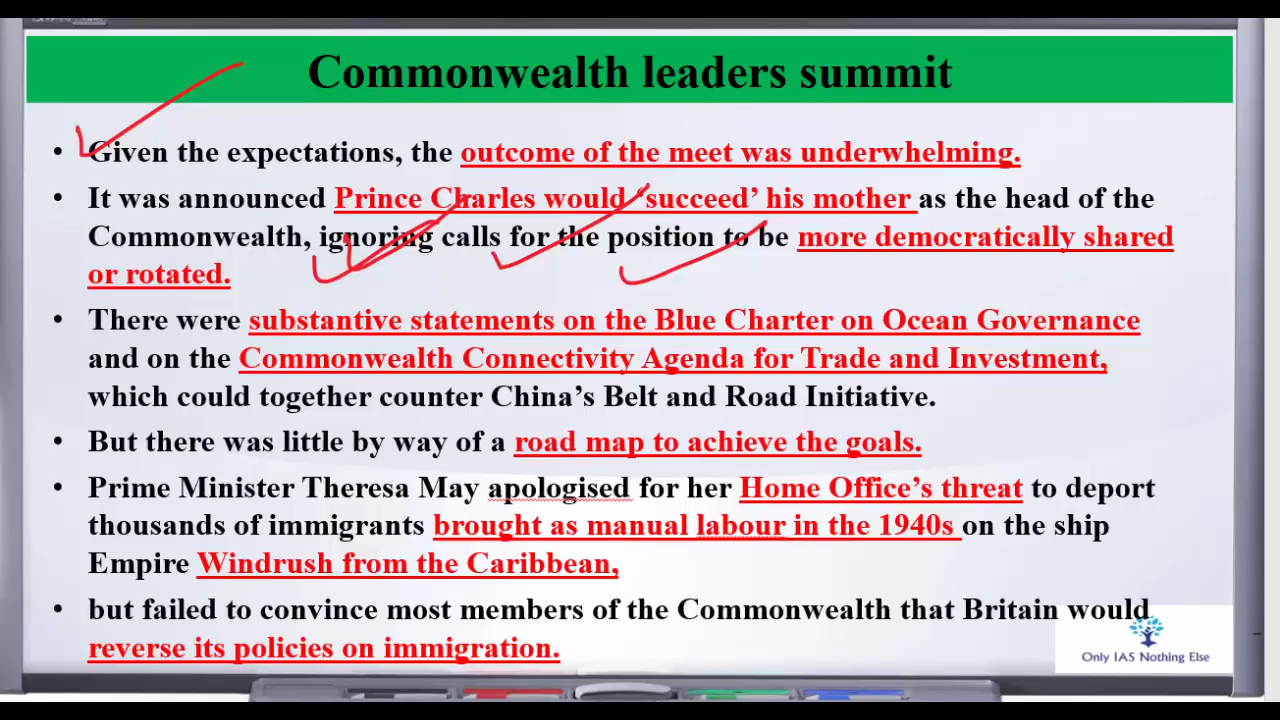 Commonwealth leaders summit
• Given the expectations, the outcome of the meet was underwhelming.
• It was announced Prince Charles would ‘succeed’ his mother as the head of the
Commonwealth, ignoring calls for the position to be more democratically shared
or rotated.
• There were substantive statements on the Blue Charter on Ocean Governance
and on the Commonwealth Connectivity Agenda for Trade and Investment,
which could together counter China’s Belt and Road Initiative.
• But there was little by way of a road map to achieve the goals.
• Prime Minister Theresa May apologised for her Home Office’s threat to deport
thousands of immigrants brought as manual labour in the 1940s on the ship
Empire Windrush from the Caribbean,
• but failed to convince most members of the Commonwealth that Britain would
reverse its policies on immigration.
Only IAS Nothing Else